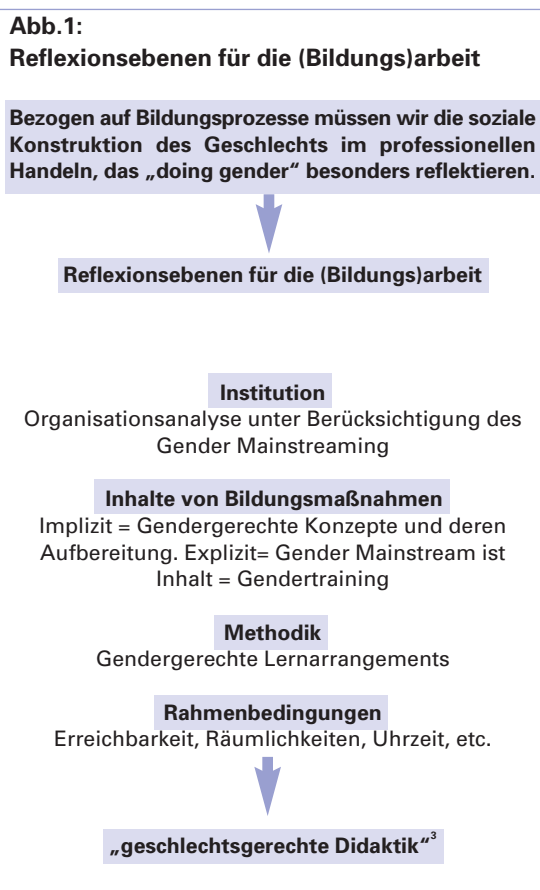 Abb.1:
Reflexionsebenen für die (Bildungs)arbeit
Bezogen auf Bildungsprozesse müssen wir die soziale
Konstruktion des Geschlechts im professionellen
Handeln, das „doing gender“ besonders reflektieren.
Reflexionsebenen für die (Bildungs)arbeit
Institution
Organisationsanalyse unter Berücksichtigung des
Gender Mainstreaming
Inhalte von Bildungsmaßnahmen
Implizit = Gendergerechte Konzepte und deren
Aufbereitung. Explizit= Gender Mainstream ist
Inhalt = Gendertraining
Methodik
Gendergerechte Lernarrangements
Rahmenbedingungen
Erreichbarkeit, Räumlichkeiten, Uhrzeit, etc.
„geschlechtsgerechte Didaktik“³